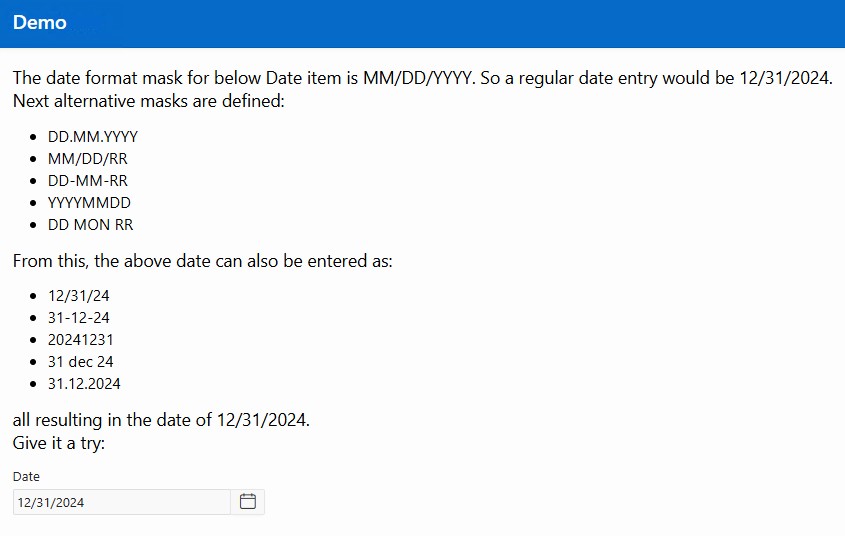 Demo
The date format mask for below Date item is MM/DD/YYYY. So a regular date entry would be 12/31/2024.
Next alternative masks are defined:
• DD.MM.YYYY
• MM/DD/RR
• DD-MM-RR
• YYYYMMDD
• DD MON RR
From this, the above date can also be entered as:
• 12/31/24
• 31-12-24
• 20241231
• 31 dec 24
• 31.12.2024
all resulting in the date of 12/31/2024.
Give it a try:
Date
12/31/2024